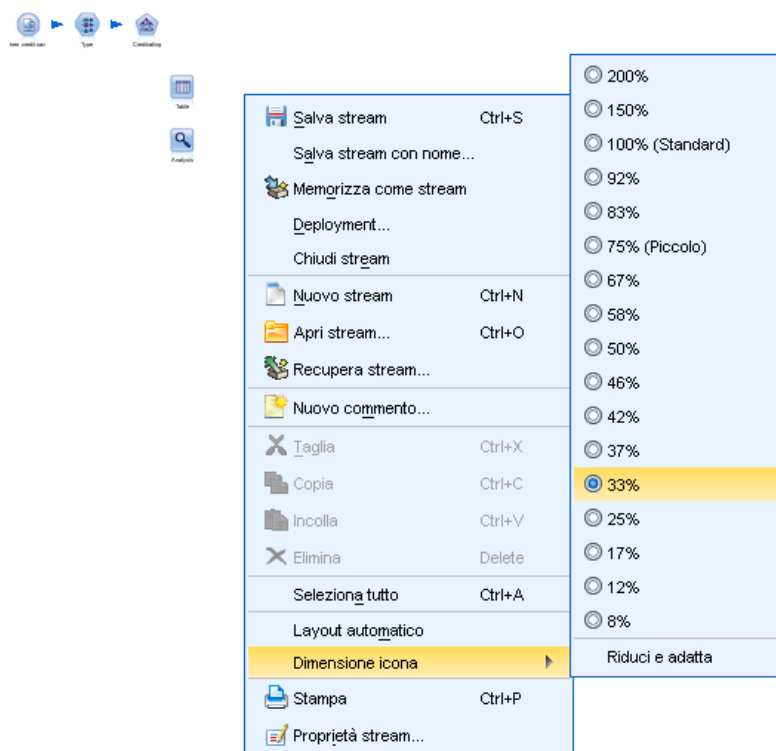 tree_credit.sav
Type
Creditrating
Table
Analysis
Salva stream Ctrl+S
Salva stream con nome...
Memorizza come stream
Deployment...
Chiudi stream
Nuovo stream Ctrl+N
Apri stream... Ctrl+O
Recupera stream...
Nuovo commento...
Taglia Ctrl+X
Copia Ctrl+C
Incolla Ctrl+V
Elimina Delete
Seleziona tutto Ctrl+A
Layout automatico
Dimensione icona
Stampa Ctrl+P
Proprietà stream...
200%
150%
100% (Standard)
92%
83%
75% (Piccolo)
67%
58%
50%
46%
42%
37%
33%
25%
17%
12%
8%
Riduci e adatta